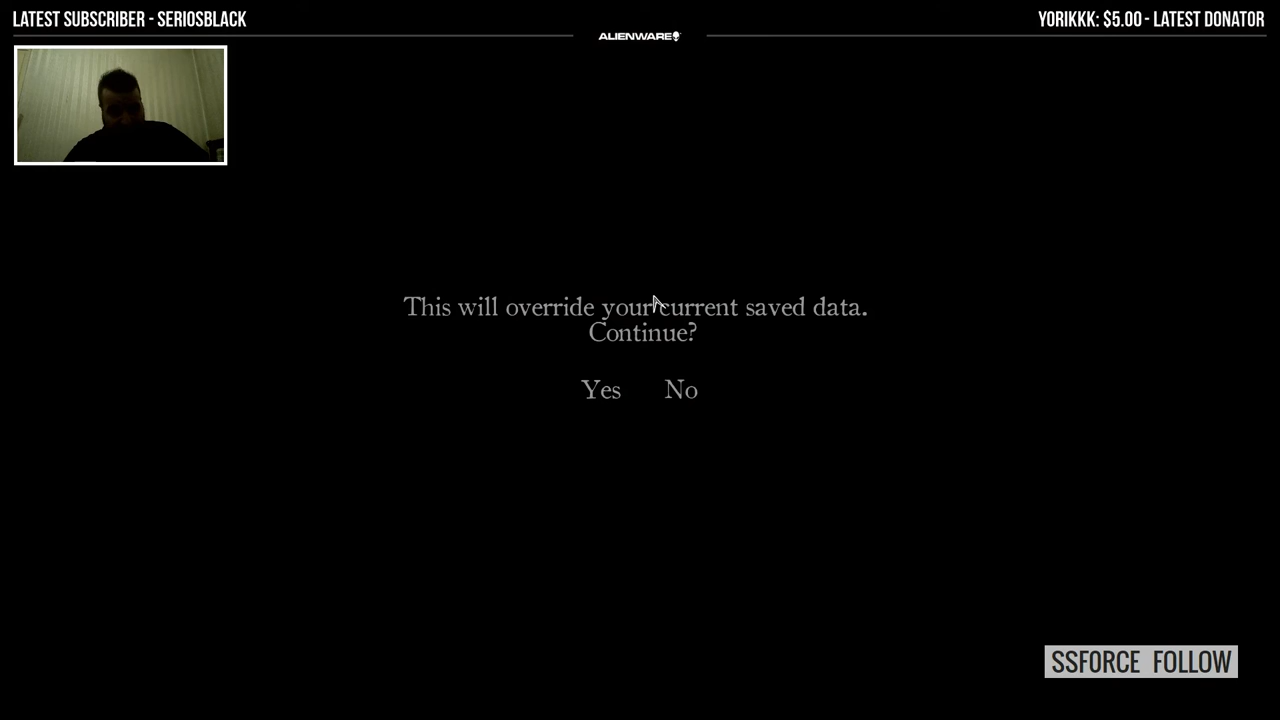 LATEST SUBSCRIBER - SERIOSBLACK
YORIKKK: $5.00 - LATEST DONATOR
ALIENWARE
This will override your current saved data.
Continue?
Yes No
SSFORCE FOLLOW